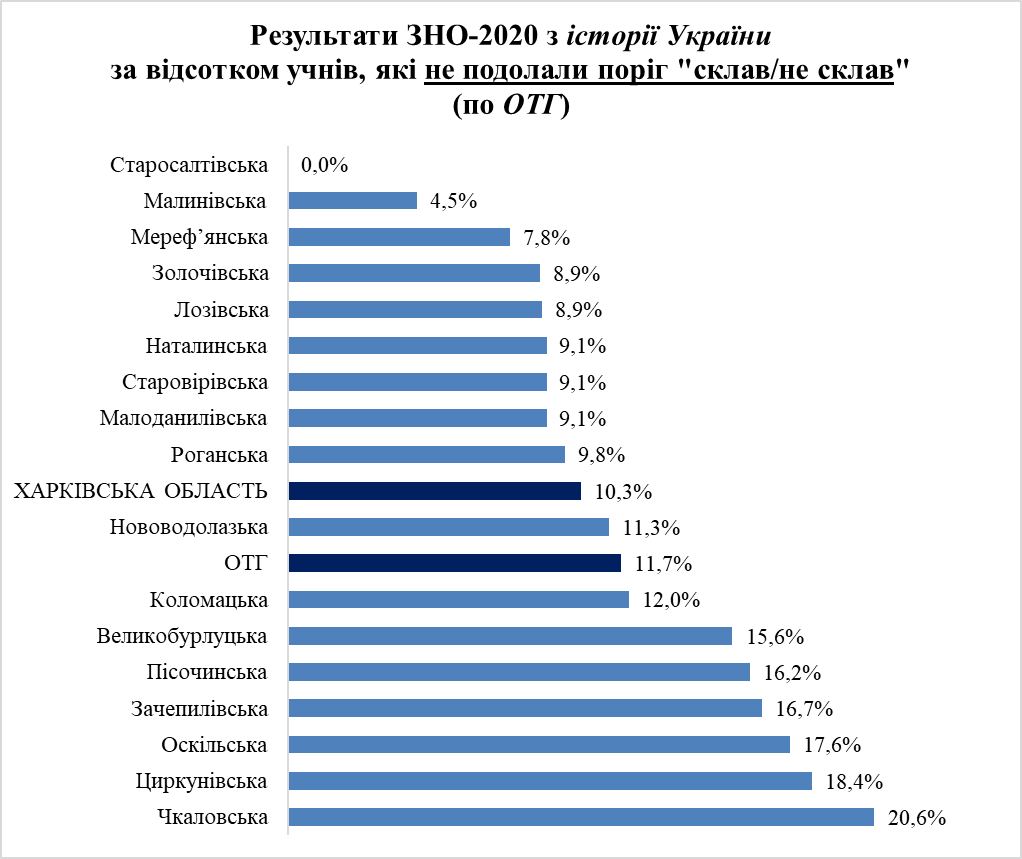 Результати ЗНО-2020 з історії України
за відсотком учнів, які не подолали поріг "склав/не склав"
(по ОТГ)
Старосалтівська 0,0%
Малинівська 4,5%
Мереф’янська 7,8%
Золочівська 8,9%
Лозівська 8,9%
Наталинська 9,1%
Старовірівська 9,1%
Малоданилівська 9,1%
Роганська 9,8%
ХАРКІВСЬКА ОБЛАСТЬ 10,3%
Нововодолазька 11,3%
ОТГ 11,7%
Коломацька 12,0%
Великобурлуцька 15,6%
Пісочинська 16,2%
Зачепилівська 16,7%
Оскільська 17,6%
Циркунівська 18,4%
Чкаловська 20,6%